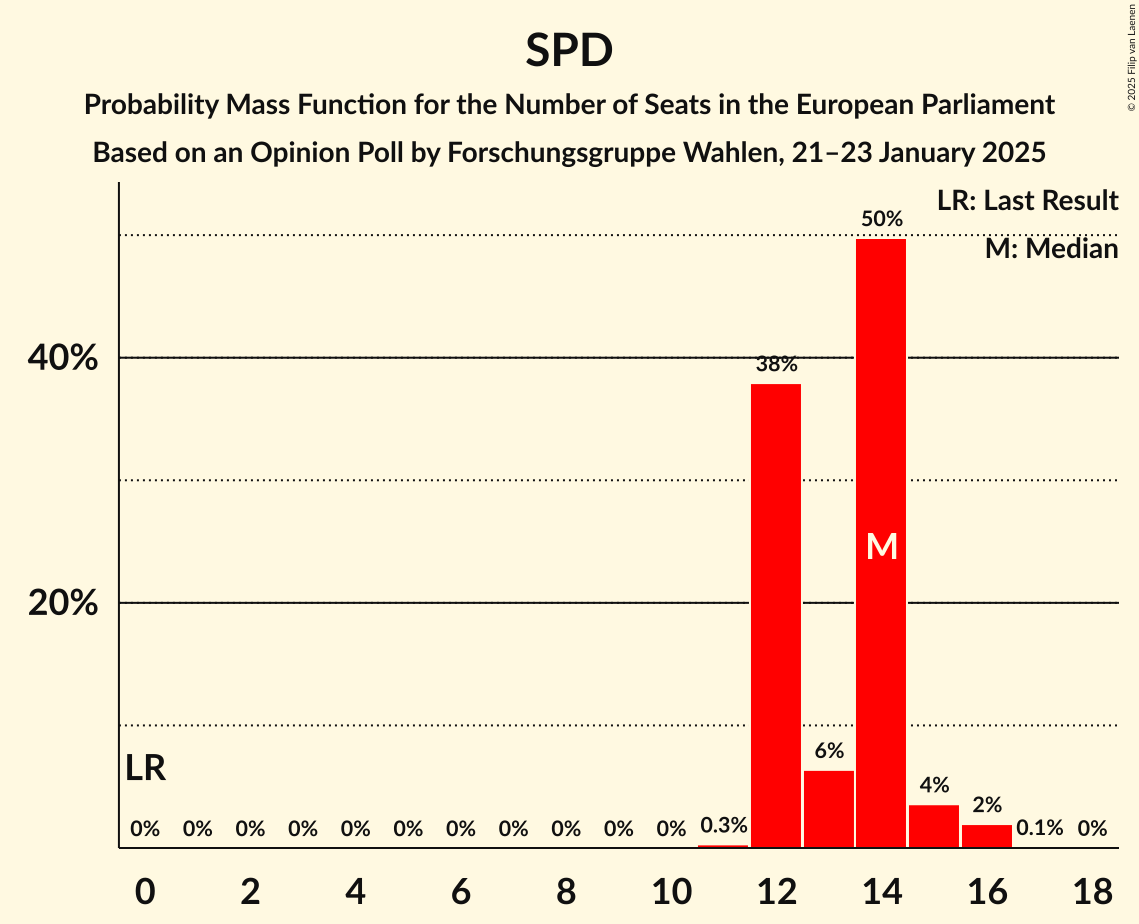 SPD
Probability Mass Function for the Number of Seats in the European Parliament
Based on an Opinion Poll by Forschungsgruppe Wahlen, 21–23 January 2025
© 2025 Filip van Laenen
LR: Last Result
M: Median
50%
40%
38%
M
20%
6%
LR
4%
2%
0% 0% 0% 0% 0% 0% 0% 0% 0% 0% 0% 0.3% 0.1% 0%
0 2 4 6 8 10 12 14 16 18